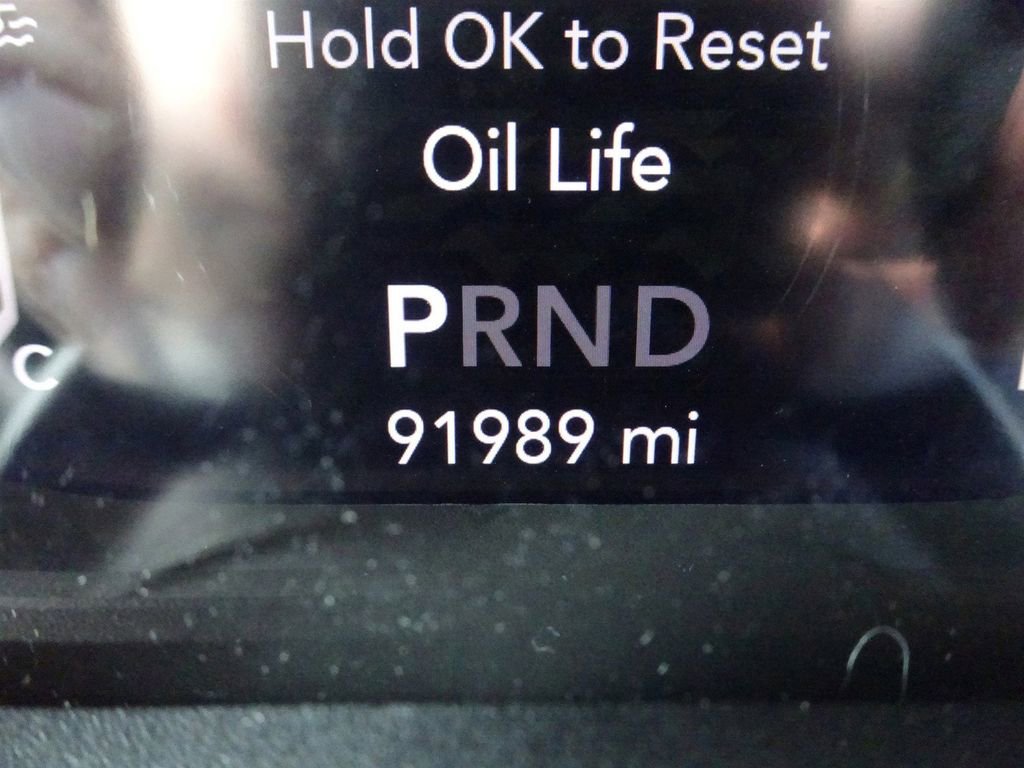 Hold OK to Reset
Oil Life
PRND
C
91989 mi